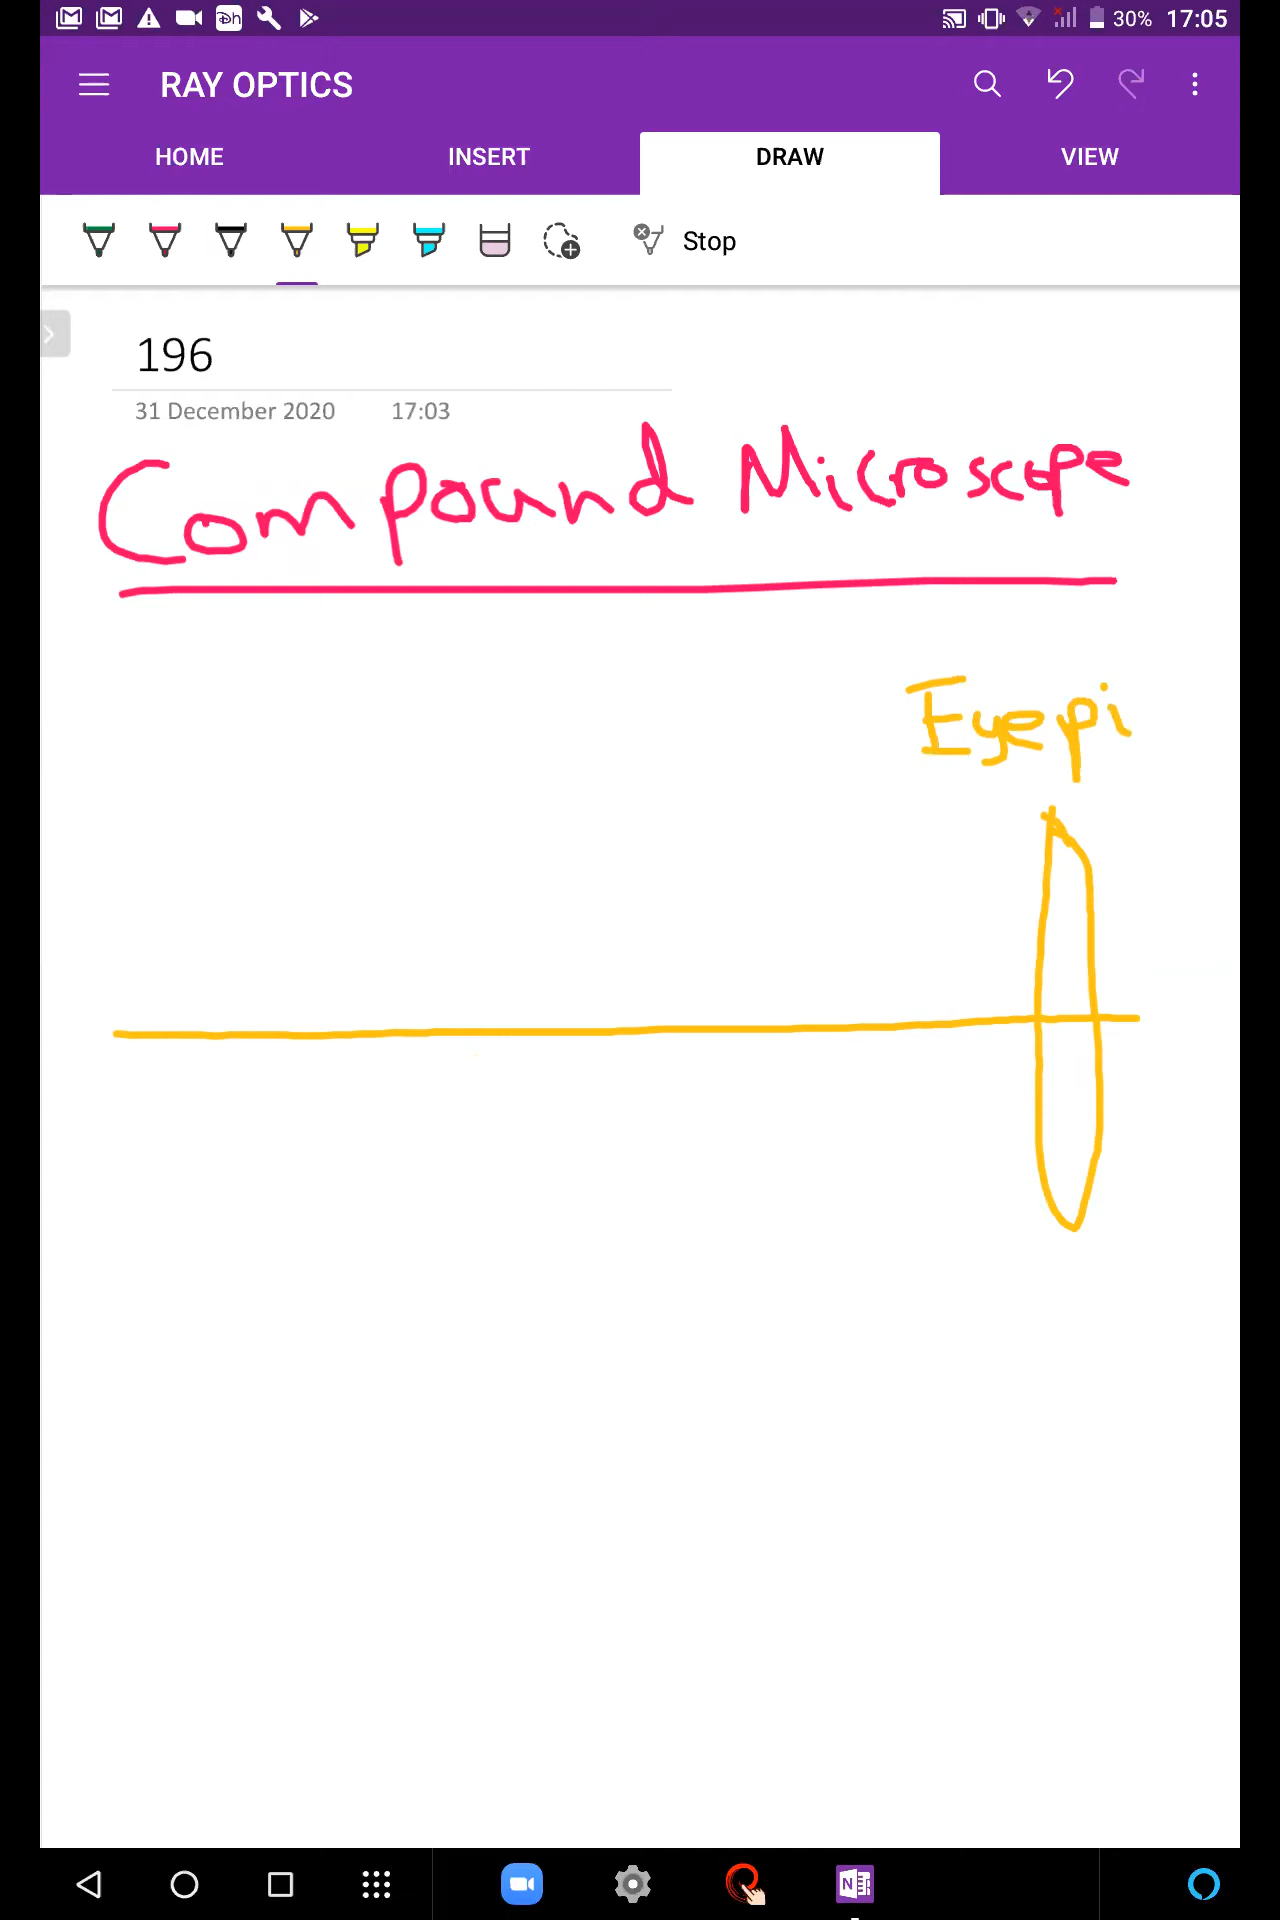 30% 17:05
RAY OPTICS
HOME INSERT DRAW VIEW
Stop
196
31 December 2020 17:03
Compound Microscope
Eyepi